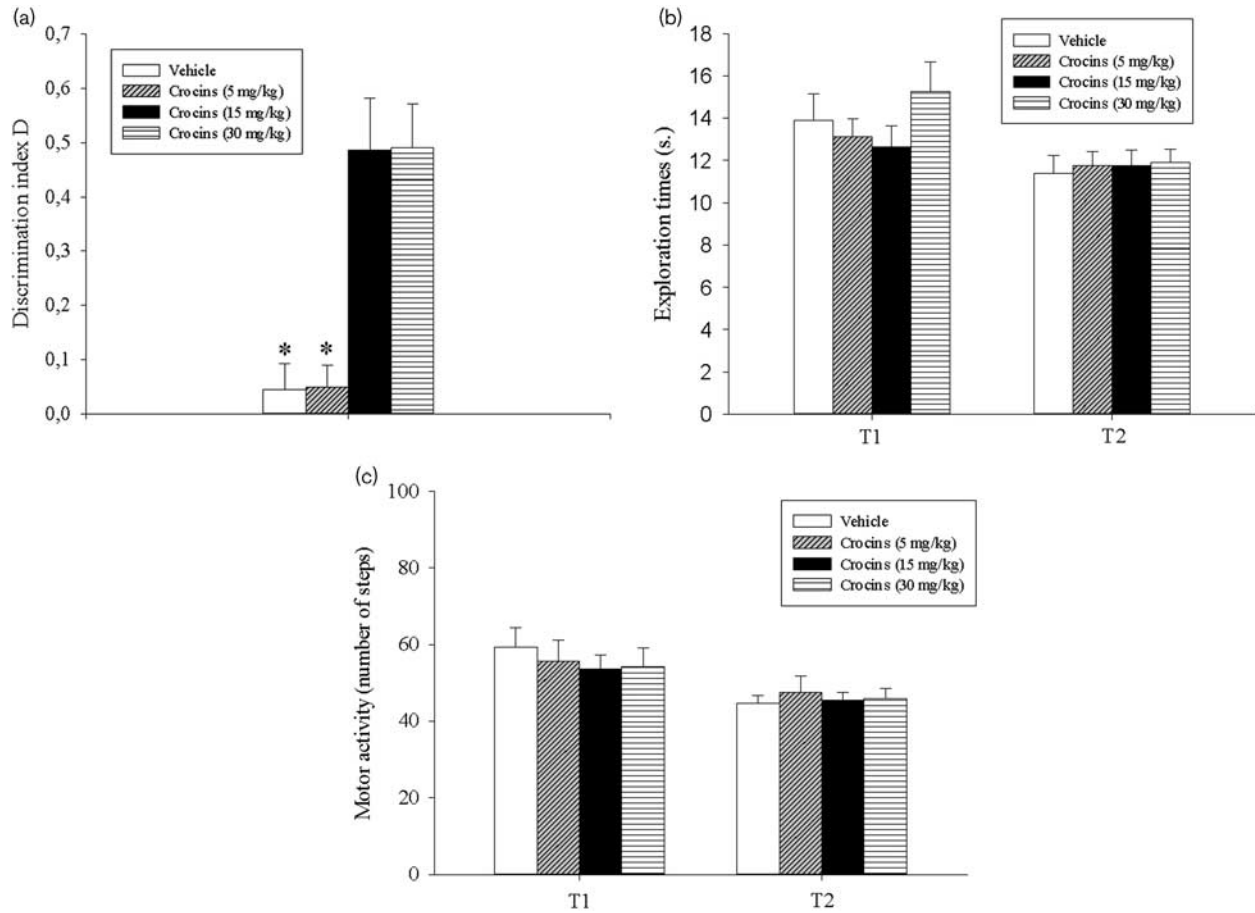 (a)
0,7
0,6
0,5
0,4
0,3
0,2
0,1
0,0
Discrimination index D
Vehicle
Crocins (5 mg/kg)
Crocins (15 mg/kg)
Crocins (30 mg/kg)
* *
(b)
18
16
14
12
10
8
6
4
2
0
Exploration times (s.)
Vehicle
Crocins (5 mg/kg)
Crocins (15 mg/kg)
Crocins (30 mg/kg)
T1 T2
(c)
100
80
60
40
20
0
Motor activity (number of steps)
Vehicle
Crocins (5 mg/kg)
Crocins (15 mg/kg)
Crocins (30 mg/kg)
T1 T2